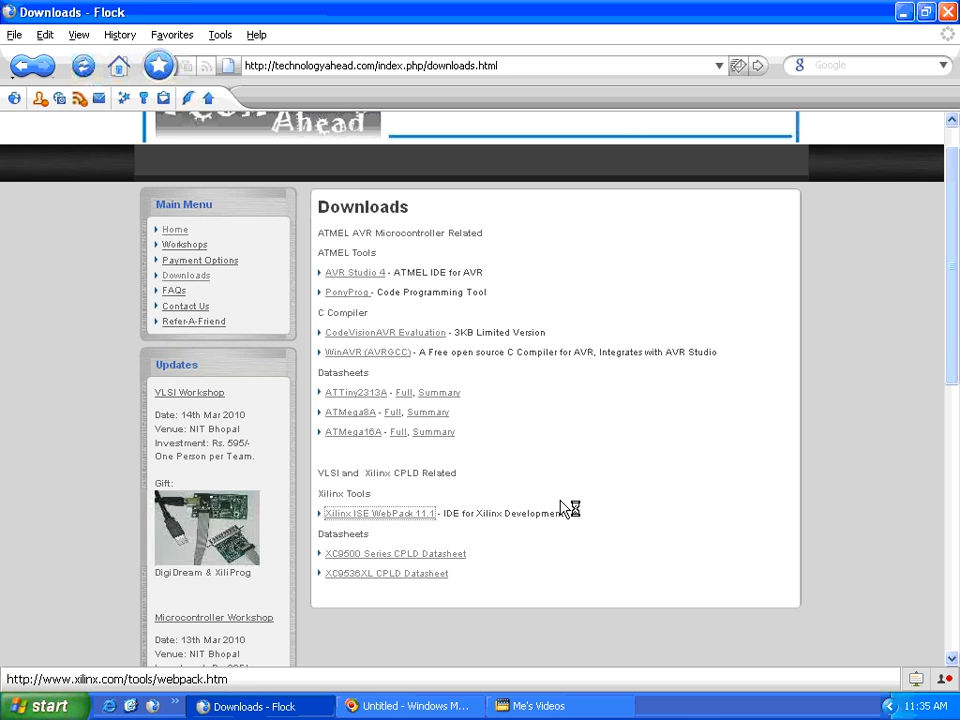 Downloads - Flock
File Edit View History Favorites Tools Help
http://technologyahead.com/index.php/downloads.html
Google
Ahead
Main Menu
Home
Workshops
Payment Options
Downloads
FAQs
Contact Us
Refer-A-Friend
Updates
VLSI Workshop
Date: 14th Mar 2010
Venue: NIT Bhopal
Investment: Rs. 595/-
One Person per Team.
Gift:
DigiDream & XiliProg
Microcontroller Workshop
Date: 13th Mar 2010
Venue: NIT Bhopal
Downloads
ATMEL AVR Microcontroller Related
ATMEL Tools
AVR Studio 4 - ATMEL IDE for AVR
PonyProg - Code Programming Tool
C Compiler
CodeVisionAVR Evaluation - 3KB Limited Version
WinAVR (AVRGCC) - A Free open source C Compiler for AVR, Integrates with AVR Studio
Datasheets
ATTiny2313A - Full, Summary
ATMega8A - Full, Summary
ATMega16A - Full, Summary
VLSI and Xilinx CPLD Related
Xilinx Tools
Xilinx ISE WebPack 11.1 - IDE for Xilinx Development
Datasheets
XC9500 Series CPLD Datasheet
XC9536XL CPLD Datasheet
http://www.xilinx.com/tools/webpack.htm
start
Downloads - Flock
Untitled - Windows M...
Me's Videos
11:35 AM